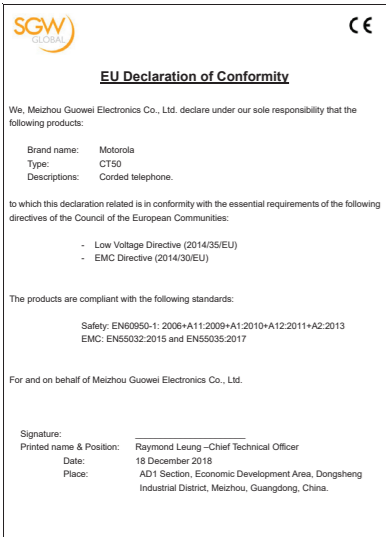 SGW
GLOBAL
CE
EU Declaration of Conformity
We, Meizhou Guowei Electronics Co., Ltd. declare under our sole responsibility that the
following products:
Brand name: Motorola
Type: CT50
Descriptions: Corded telephone.
to which this declaration related is in conformity with the essential requirements of the following
directives of the Council of the European Communities:
- Low Voltage Directive (2014/35/EU)
- EMC Directive (2014/30/EU)
The products are compliant with the following standards:
Safety: EN60950-1: 2006+A11:2009+A1:2010+A12:2011+A2:2013
EMC: EN55032:2015 and EN55035:2017
For and on behalf of Meizhou Guowei Electronics Co., Ltd.
Signature:
Printed name & Position: Raymond Leung –Chief Technical Officer
Date: 18 December 2018
Place: AD1 Section, Economic Development Area, Dongsheng
Industrial District, Meizhou, Guangdong, China.